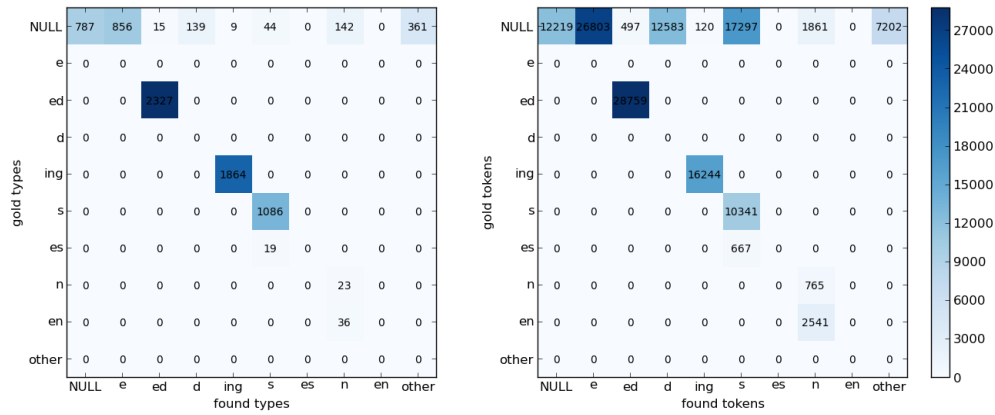 NULL 787 856 15 139 9 44 0 142 0 361
e 0 0 0 0 0 0 0 0 0 0
ed 0 0 2327 0 0 0 0 0 0 0
d 0 0 0 0 0 0 0 0 0 0
ing 0 0 0 0 1864 0 0 0 0 0
s 0 0 0 0 0 1086 0 0 0 0
es 0 0 0 0 0 19 0 0 0 0
n 0 0 0 0 0 0 0 23 0 0
en 0 0 0 0 0 0 0 36 0 0
other 0 0 0 0 0 0 0 0 0 0
NULL e ed d ing s es n en other
found types
gold types
NULL 12219 26803 497 12583 120 17297 0 1861 0 7202
e 0 0 0 0 0 0 0 0 0 0
ed 0 0 28759 0 0 0 0 0 0 0
d 0 0 0 0 0 0 0 0 0 0
ing 0 0 0 0 16244 0 0 0 0 0
s 0 0 0 0 0 10341 0 0 0 0
es 0 0 0 0 0 667 0 0 0 0
n 0 0 0 0 0 0 0 765 0 0
en 0 0 0 0 0 0 0 2541 0 0
other 0 0 0 0 0 0 0 0 0 0
NULL e ed d ing s es n en other
found tokens
gold tokens
27000
24000
21000
18000
15000
12000
9000
6000
3000
0